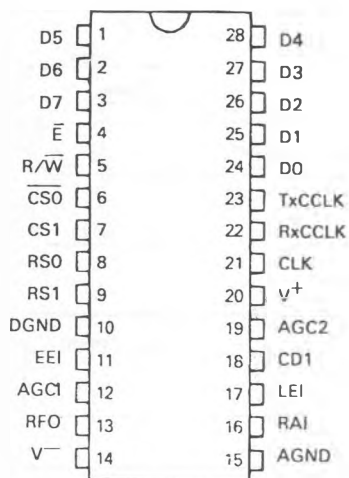 D5 1 28 D4
D6 2 27 D3
D7 3 26 D2
E̅ 4 25 D1
R/W̅ 5 24 D0
C̅S̅0̅ 6 23 TxCCLK
CS1 7 22 RxCCLK
RS0 8 21 CLK
RS1 9 20 V+
DGND 10 19 AGC2
EEI 11 18 CD1
AGC1 12 17 LEI
RFO 13 16 RAI
V− 14 15 AGND